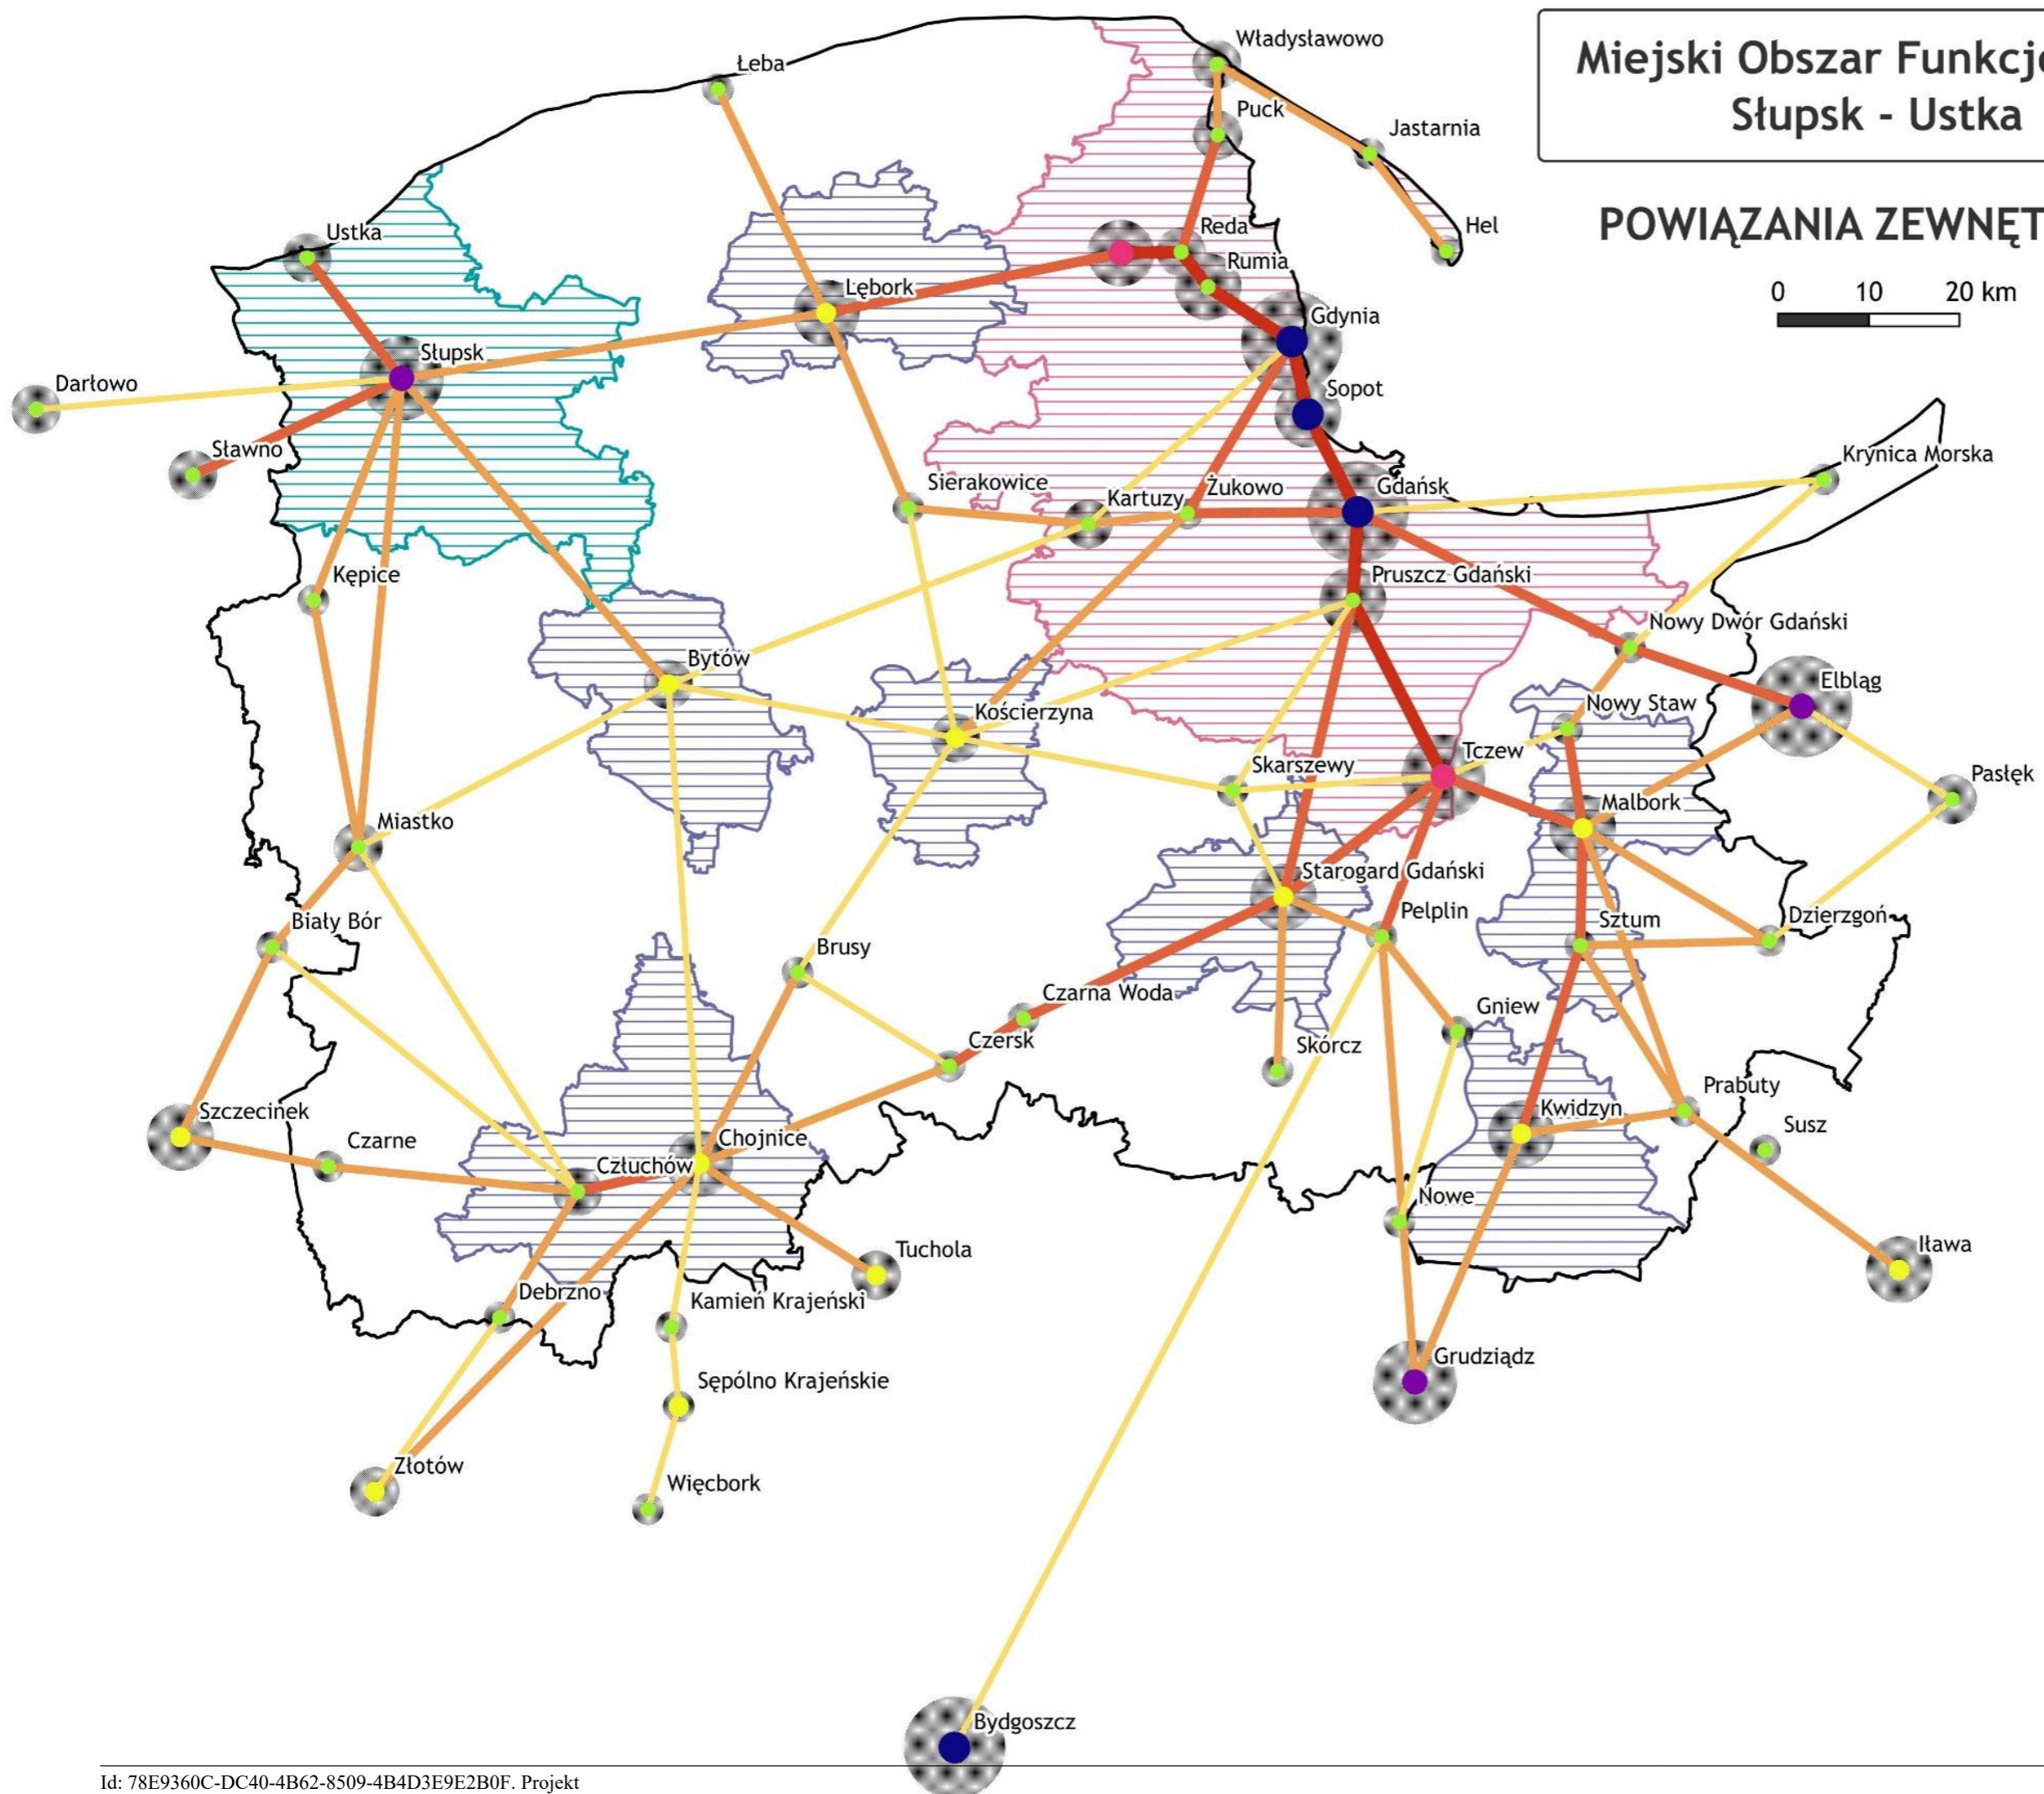 Miejski Obszar Funkcj
Słupsk - Ustka
POWIĄZANIA ZEWNĘT
0 10 20 km
Władysławowo
Łeba
Puck
Jastarnia
Ustka
Reda
Hel
Rumia
Lębork
Gdynia
Słupsk
Darłowo
Sopot
Sławno
Krynica Morska
Sierakowice
Kartuzy
Żukowo
Gdańsk
Kępice
Pruszcz Gdański
Nowy Dwór Gdański
Bytów
Elbląg
Kościerzyna
Nowy Staw
Tczew
Skarszewy
Pasłęk
Malbork
Miastko
Starogard Gdański
Pelplin
Sztum
Dzierzgoń
Biały Bór
Brusy
Czarna Woda
Gniew
Czersk
Skórcz
Prabuty
Szczecinek
Kwidzyn
Susz
Czarne
Chojnice
Człuchów
Nowe
Tuchola
Iława
Debrzno
Kamień Krajeński
Grudziądz
Sępólno Krajeńskie
Złotów
Więcbork
Bydgoszcz
Id: 78E9360C-DC40-4B62-8509-4B4D3E9E2B0F. Projekt